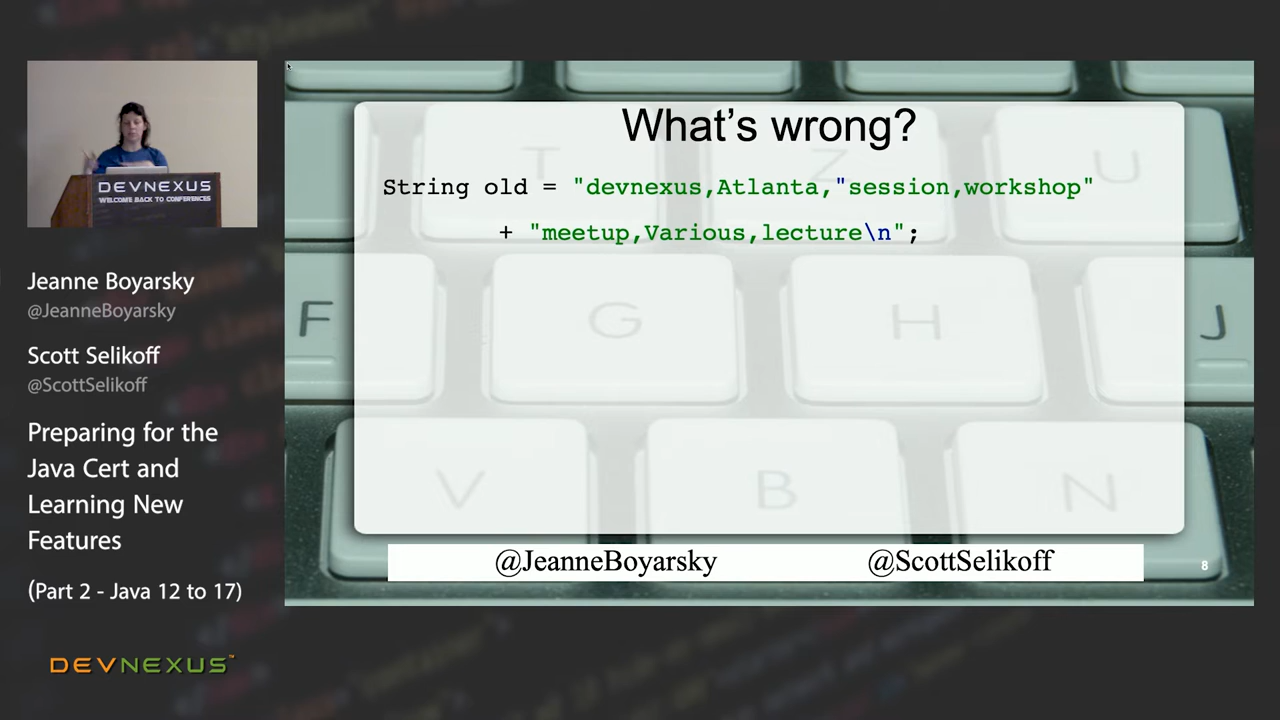 DEVNEXUS
WELCOME BACK TO CONFERENCES
Jeanne Boyarsky
@JeanneBoyarsky
Scott Selikoff
@ScottSelikoff
Preparing for the
Java Cert and
Learning New
Features
(Part 2 - Java 12 to 17)
DEVNEXUS™
What's wrong?
String old = "devnexus,Atlanta,"session,workshop"
+ "meetup,Various,lecture\n";
T
Z
U
F
G
H
J
V
B
N
@JeanneBoyarsky @ScottSelikoff
8